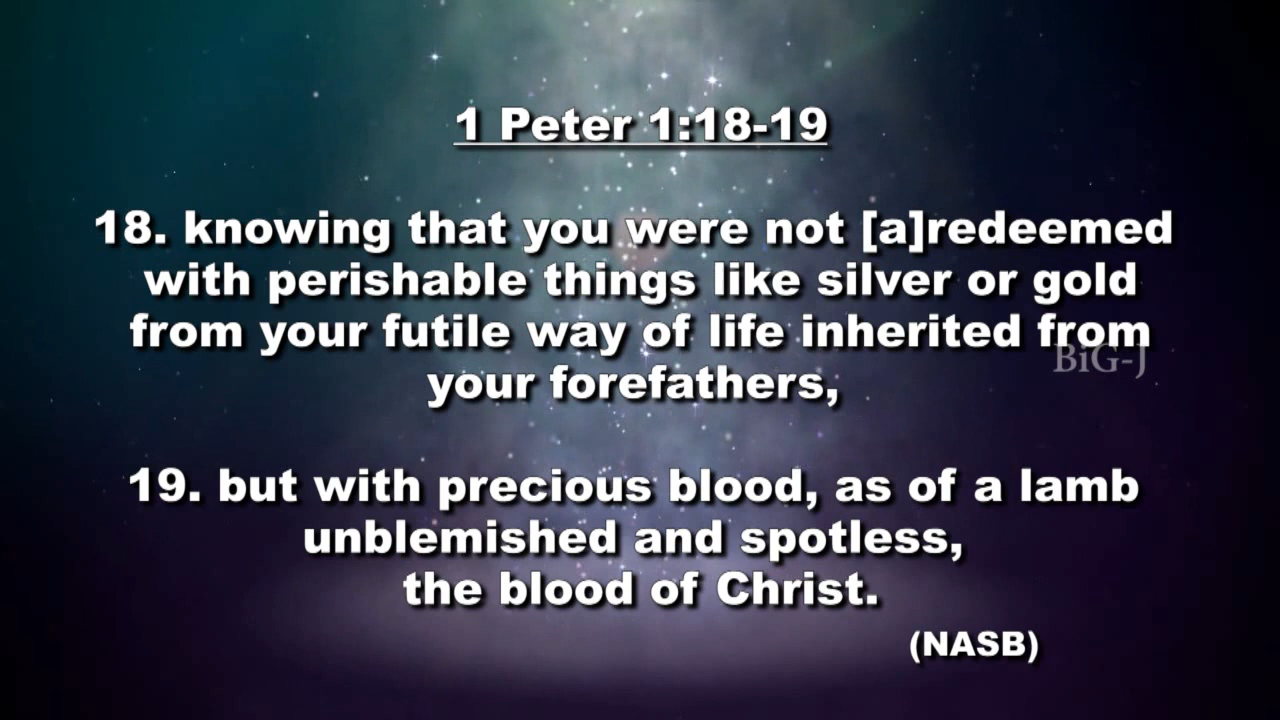 1 Peter 1:18-19
18. knowing that you were not [a]redeemed
with perishable things like silver or gold
from your futile way of life inherited from
BiG-J
your forefathers,
19. but with precious blood, as of a lamb
unblemished and spotless,
the blood of Christ.
(NASB)